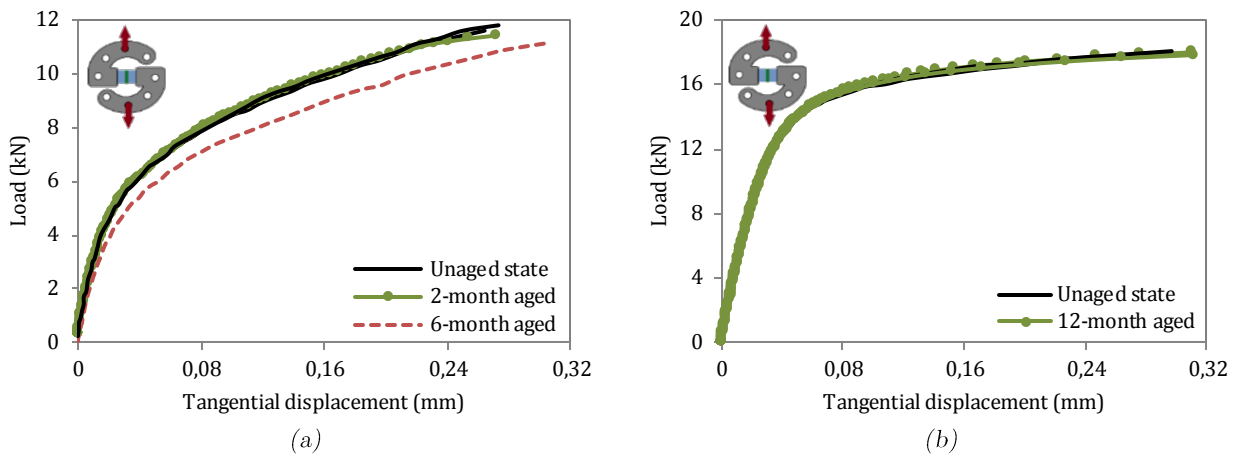 12
10
8
6
4
2
0
Load (kN)
0
0,08
0,16
0,24
0,32
Tangential displacement (mm)
Unaged state
2-month aged
6-month aged
(a)
20
16
12
8
4
0
Load (kN)
0
0,08
0,16
0,24
0,32
Tangential displacement (mm)
Unaged state
12-month aged
(b)